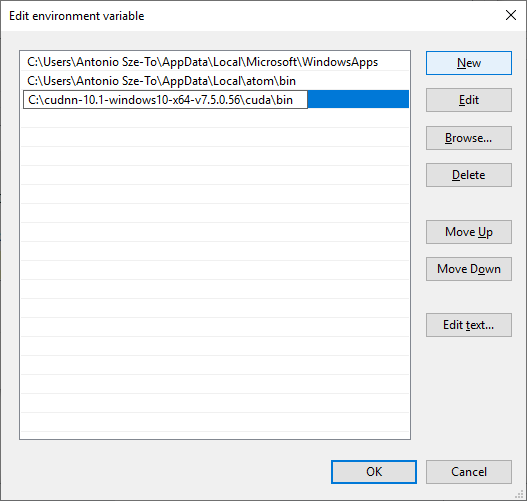 Edit environment variable
C:\Users\Antonio Sze-To\AppData\Local\Microsoft\WindowsApps
C:\Users\Antonio Sze-To\AppData\Local\atom\bin
C:\cudnn-10.1-windows10-x64-v7.5.0.56\cuda\bin
New
Edit
Browse...
Delete
Move Up
Move Down
Edit text...
OK
Cancel